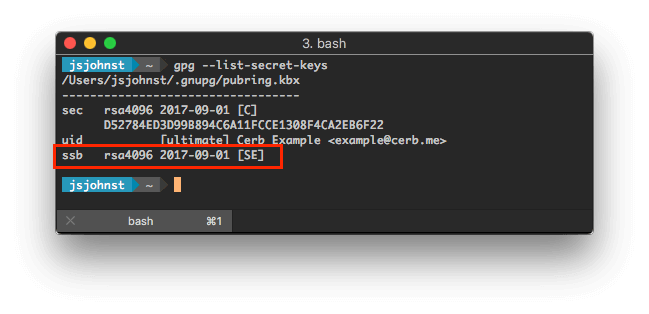 3. bash
jsjohnst ~ gpg --list-secret-keys
/Users/jsjohnst/.gnupg/pubring.kbx
---------------------------------
sec rsa4096 2017-09-01 [C]
D52784ED3D99B894C6A11FCCE1308F4CA2EB6F22
uid [ultimate] Cerb Example <example@cerb.me>
ssb rsa4096 2017-09-01 [SE]
jsjohnst ~
bash ⌘1